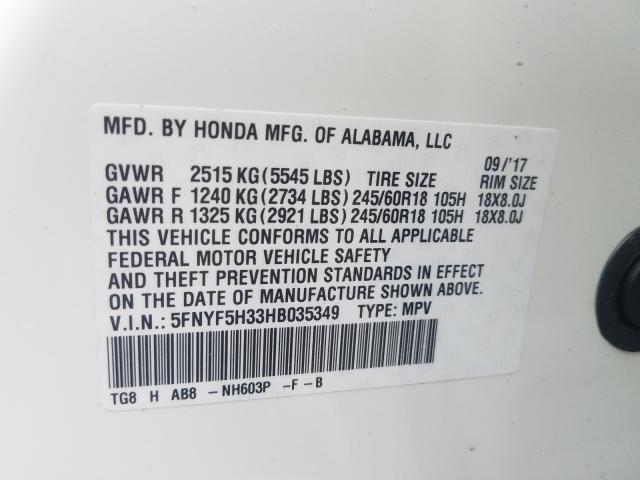 MFD. BY HONDA MFG. OF ALABAMA, LLC
09/'17
GVWR 2515 KG (5545 LBS) TIRE SIZE RIM SIZE
GAWR F 1240 KG (2734 LBS) 245/60R18 105H 18X8.0J
GAWR R 1325 KG (2921 LBS) 245/60R18 105H 18X8.0J
THIS VEHICLE CONFORMS TO ALL APPLICABLE
FEDERAL MOTOR VEHICLE SAFETY
AND THEFT PREVENTION STANDARDS IN EFFECT
ON THE DATE OF MANUFACTURE SHOWN ABOVE.
V.I.N.: 5FNYF5H33HB035349 TYPE: MPV
TG8 H AB8 - NH603P -F - B